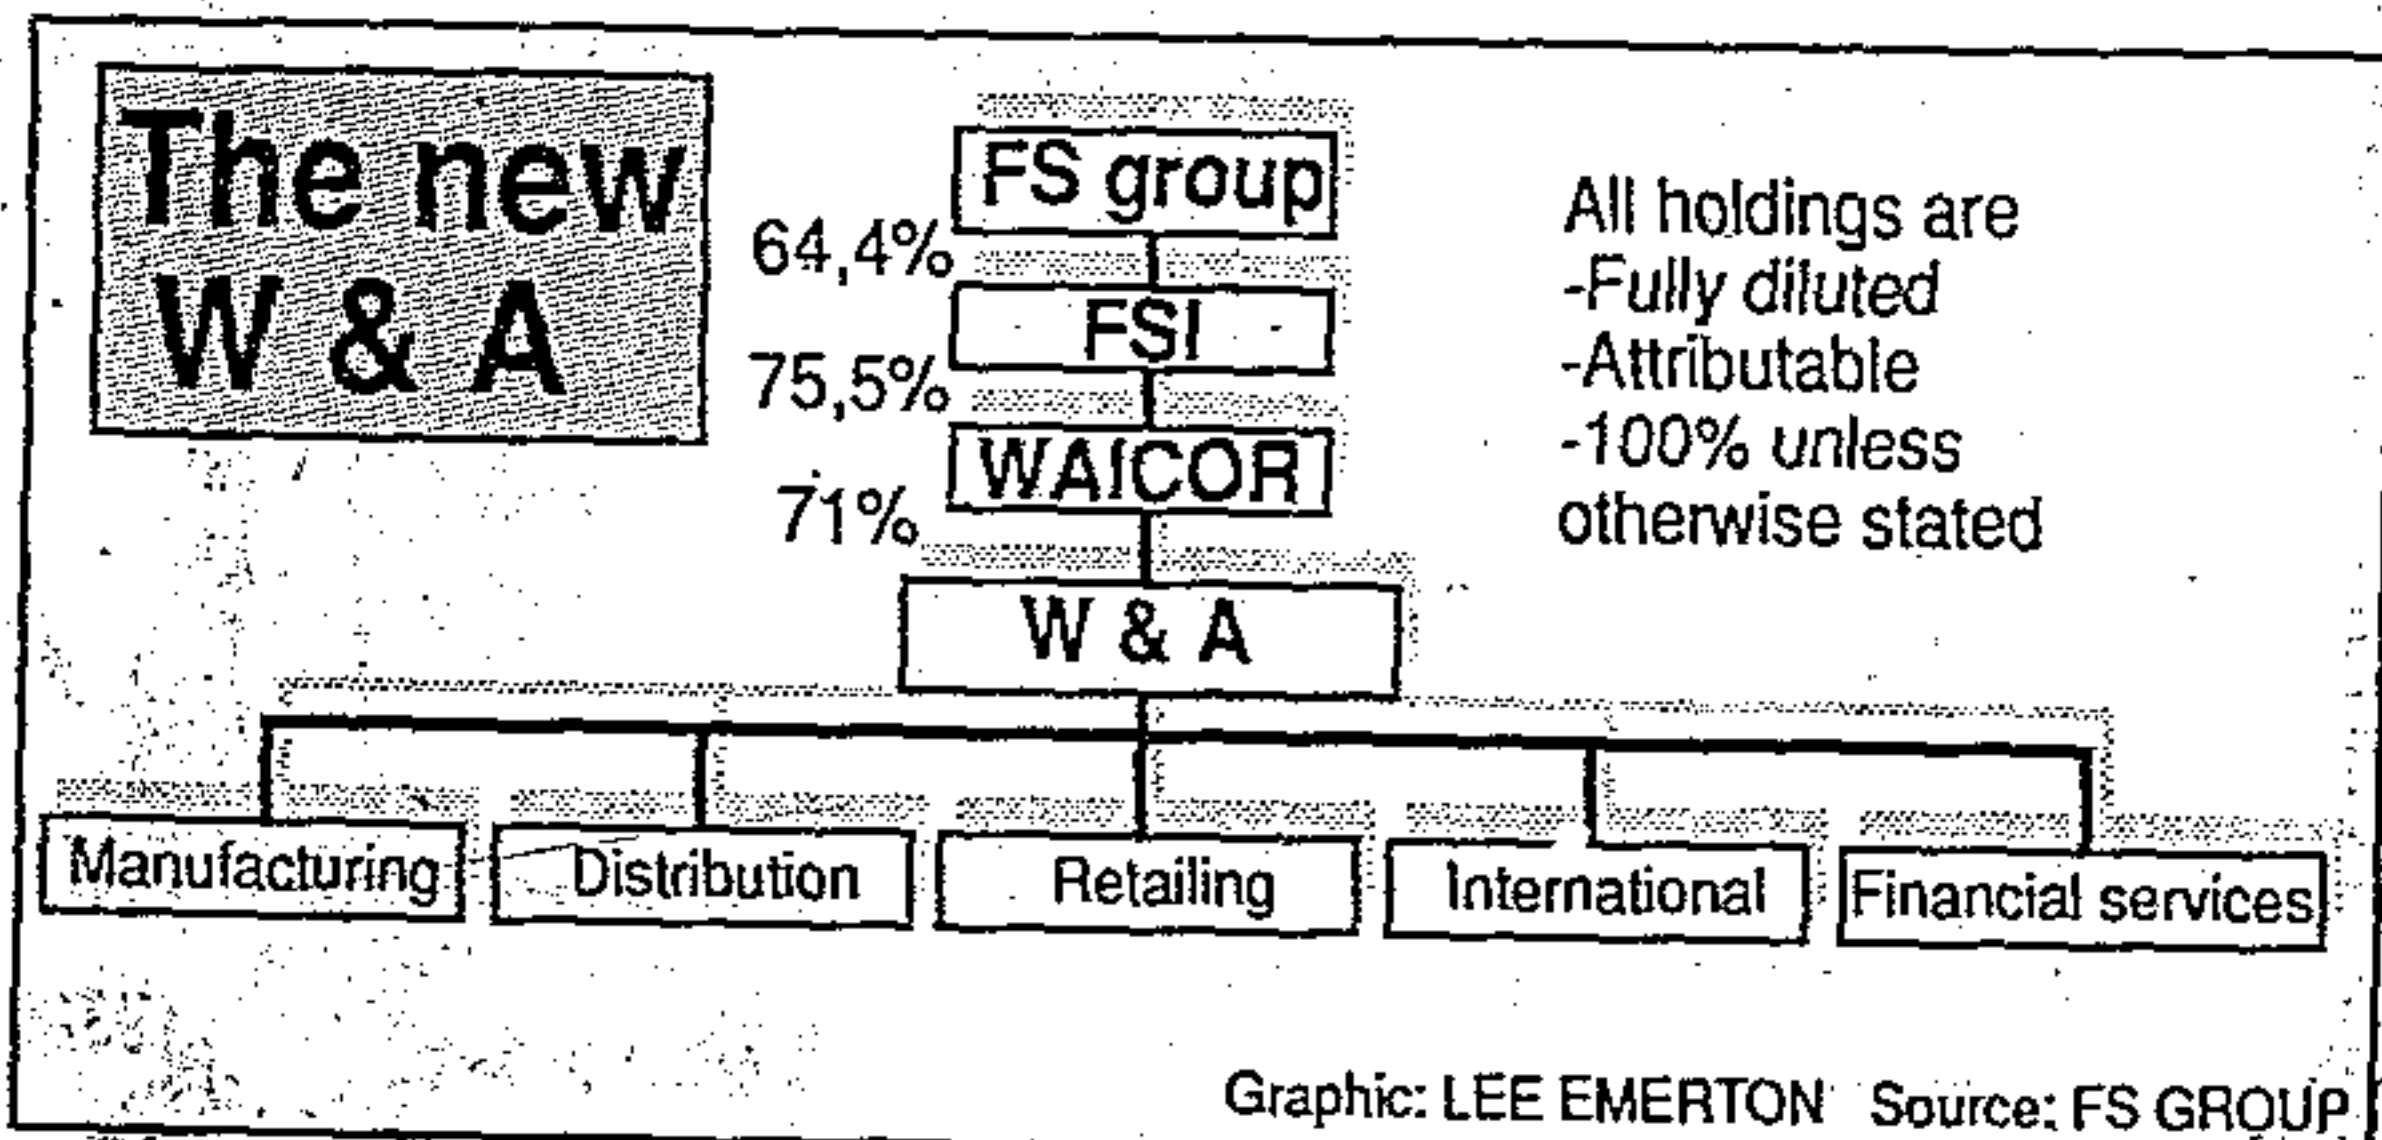 The new
W & A
FS group
64,4%
FSI
75,5%
WAICOR
71%
W & A
All holdings are
-Fully diluted
-Attributable
-100% unless
otherwise stated
Manufacturing
Distribution
Retailing
International
Financial services
Graphic: LEE EMERTON Source: FS GROUP